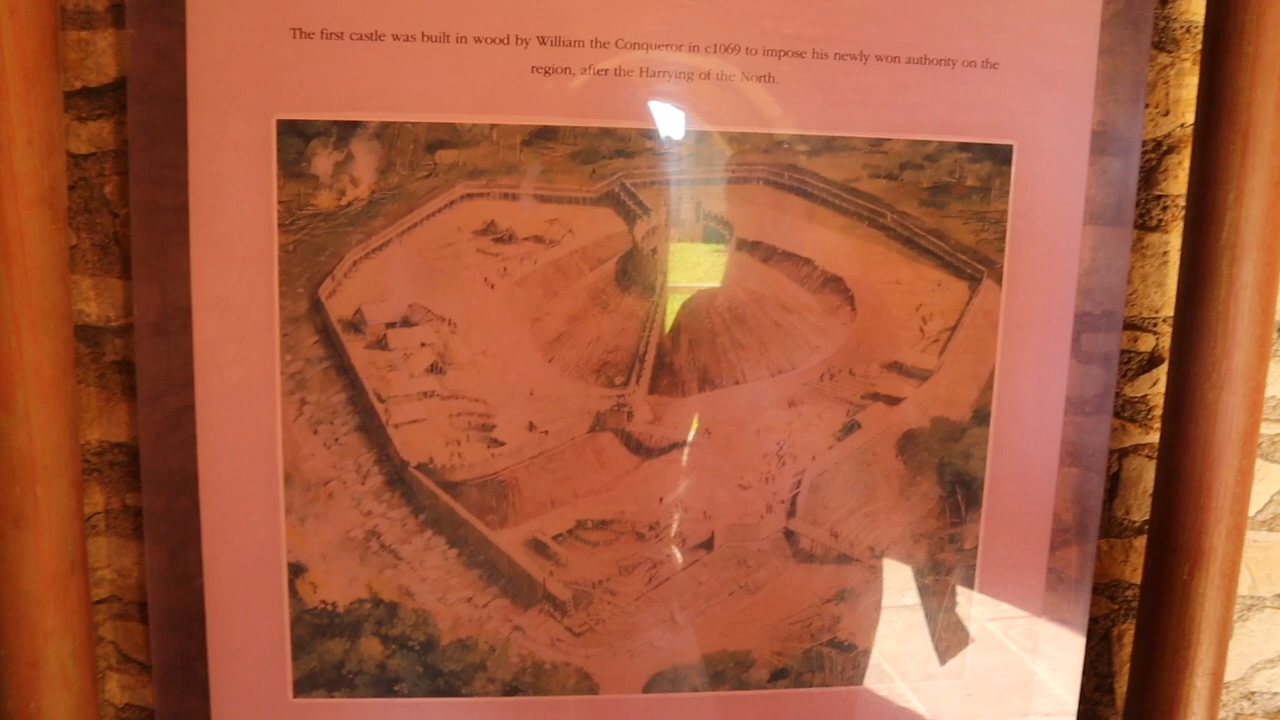 The first castle was built in wood by William the Conqueror in c1069 to impose his newly won authority on the
region, after the Harrying of the North.